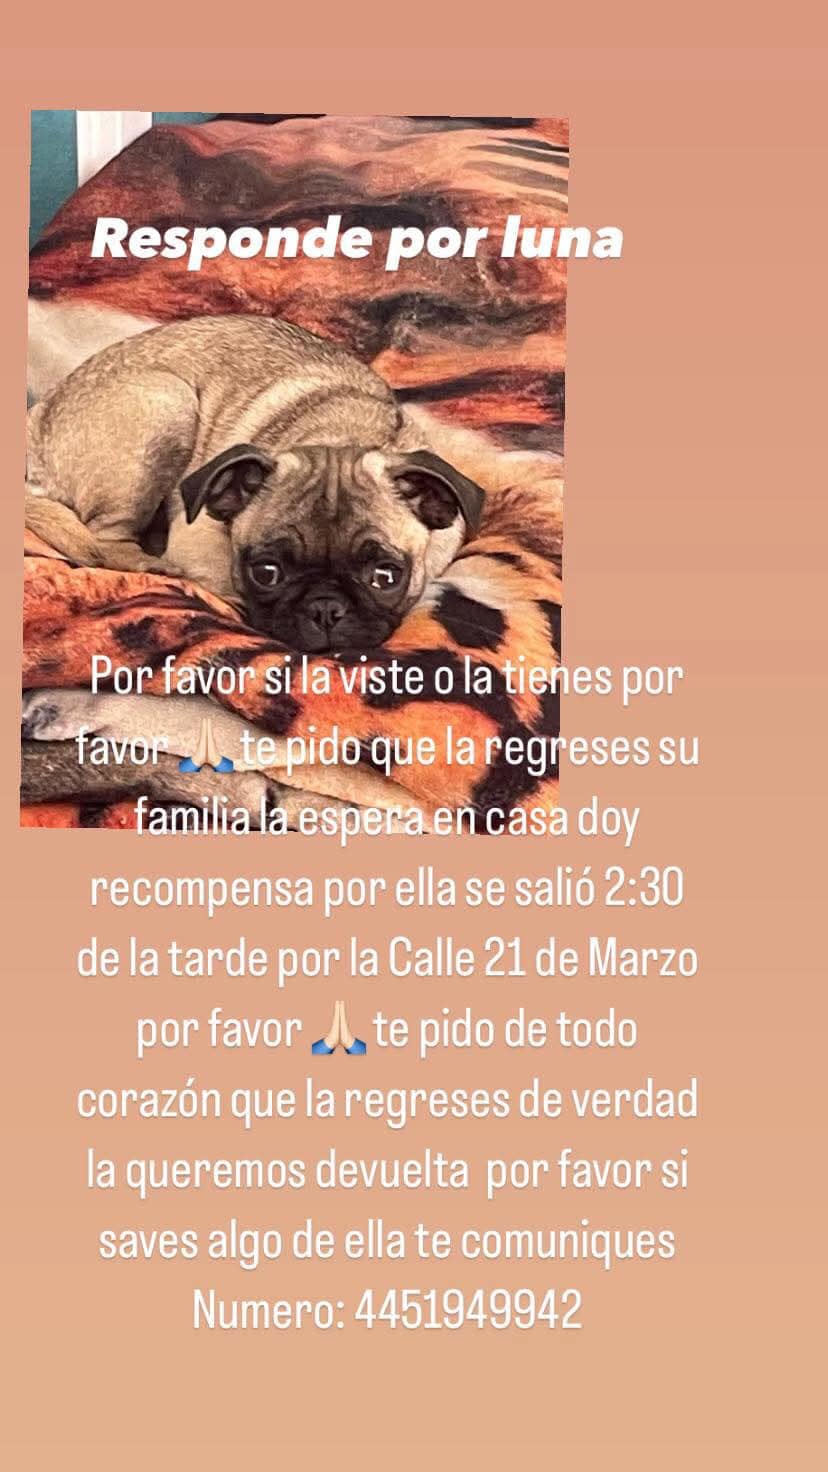 Responde por luna
Por favor si la viste o la tienes por
favor 🙏🏻 te pido que la regreses su
familia la espera en casa doy
recompensa por ella se salió 2:30
de la tarde por la Calle 21 de Marzo
por favor 🙏🏻 te pido de todo
corazón que la regreses de verdad
la queremos devuelta por favor si
saves algo de ella te comuniques
Numero: 4451949942